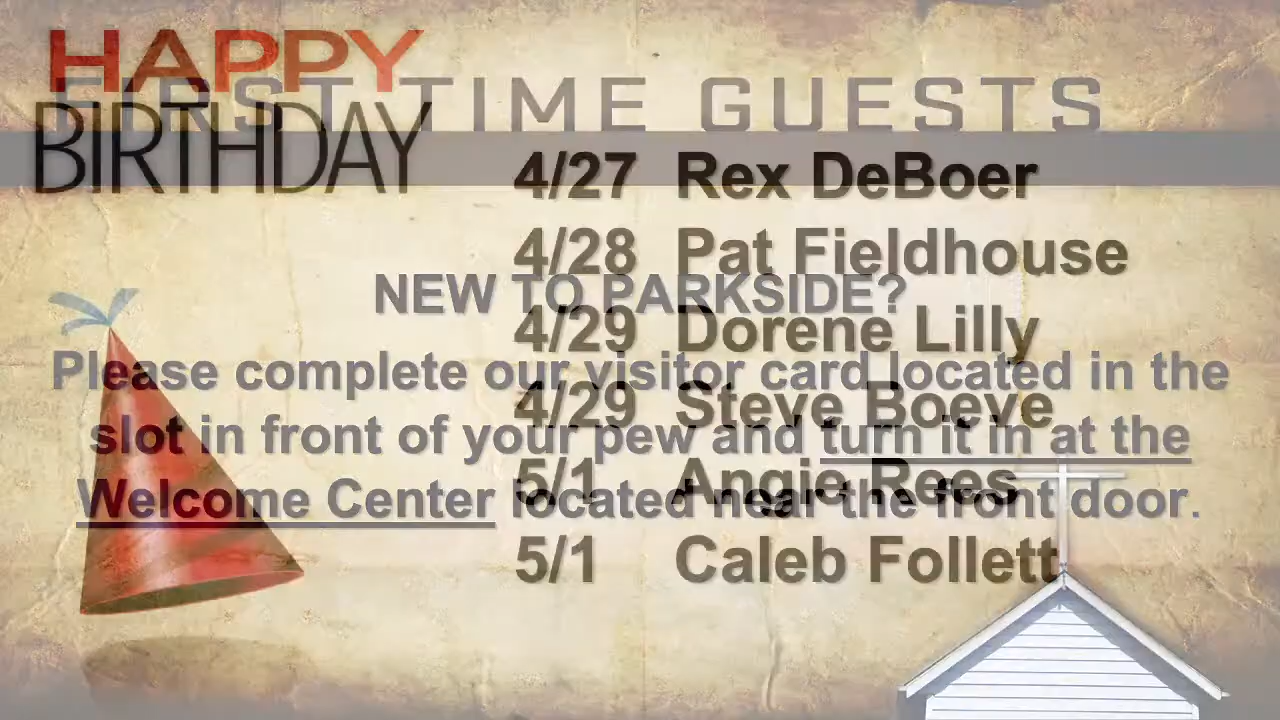 HAPPY
BIRTHDAY
4/27 Rex DeBoer
4/28 Pat Fieldhouse
4/29 Dorene Lilly
4/29 Steve Boeve
5/1 Angie Rees
5/1 Caleb Follett
FIRST TIME GUESTS
NEW TO PARKSIDE?
Please complete our visitor card located in the
slot in front of your pew and turn it in at the
Welcome Center located near the front door.